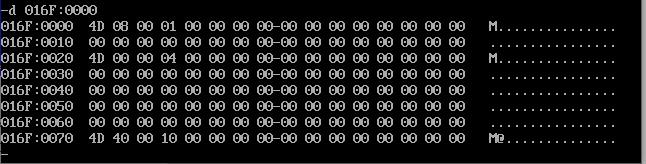 -d 016F:0000
016F:0000  4D 08 00 01 00 00 00 00-00 00 00 00 00 00 00 00   M...............
016F:0010  00 00 00 00 00 00 00 00-00 00 00 00 00 00 00 00   ................
016F:0020  4D 00 00 04 00 00 00 00-00 00 00 00 00 00 00 00   M...............
016F:0030  00 00 00 00 00 00 00 00-00 00 00 00 00 00 00 00   ................
016F:0040  00 00 00 00 00 00 00 00-00 00 00 00 00 00 00 00   ................
016F:0050  00 00 00 00 00 00 00 00-00 00 00 00 00 00 00 00   ................
016F:0060  00 00 00 00 00 00 00 00-00 00 00 00 00 00 00 00   ................
016F:0070  4D 40 00 10 00 00 00 00-00 00 00 00 00 00 00 00   M@..............
-